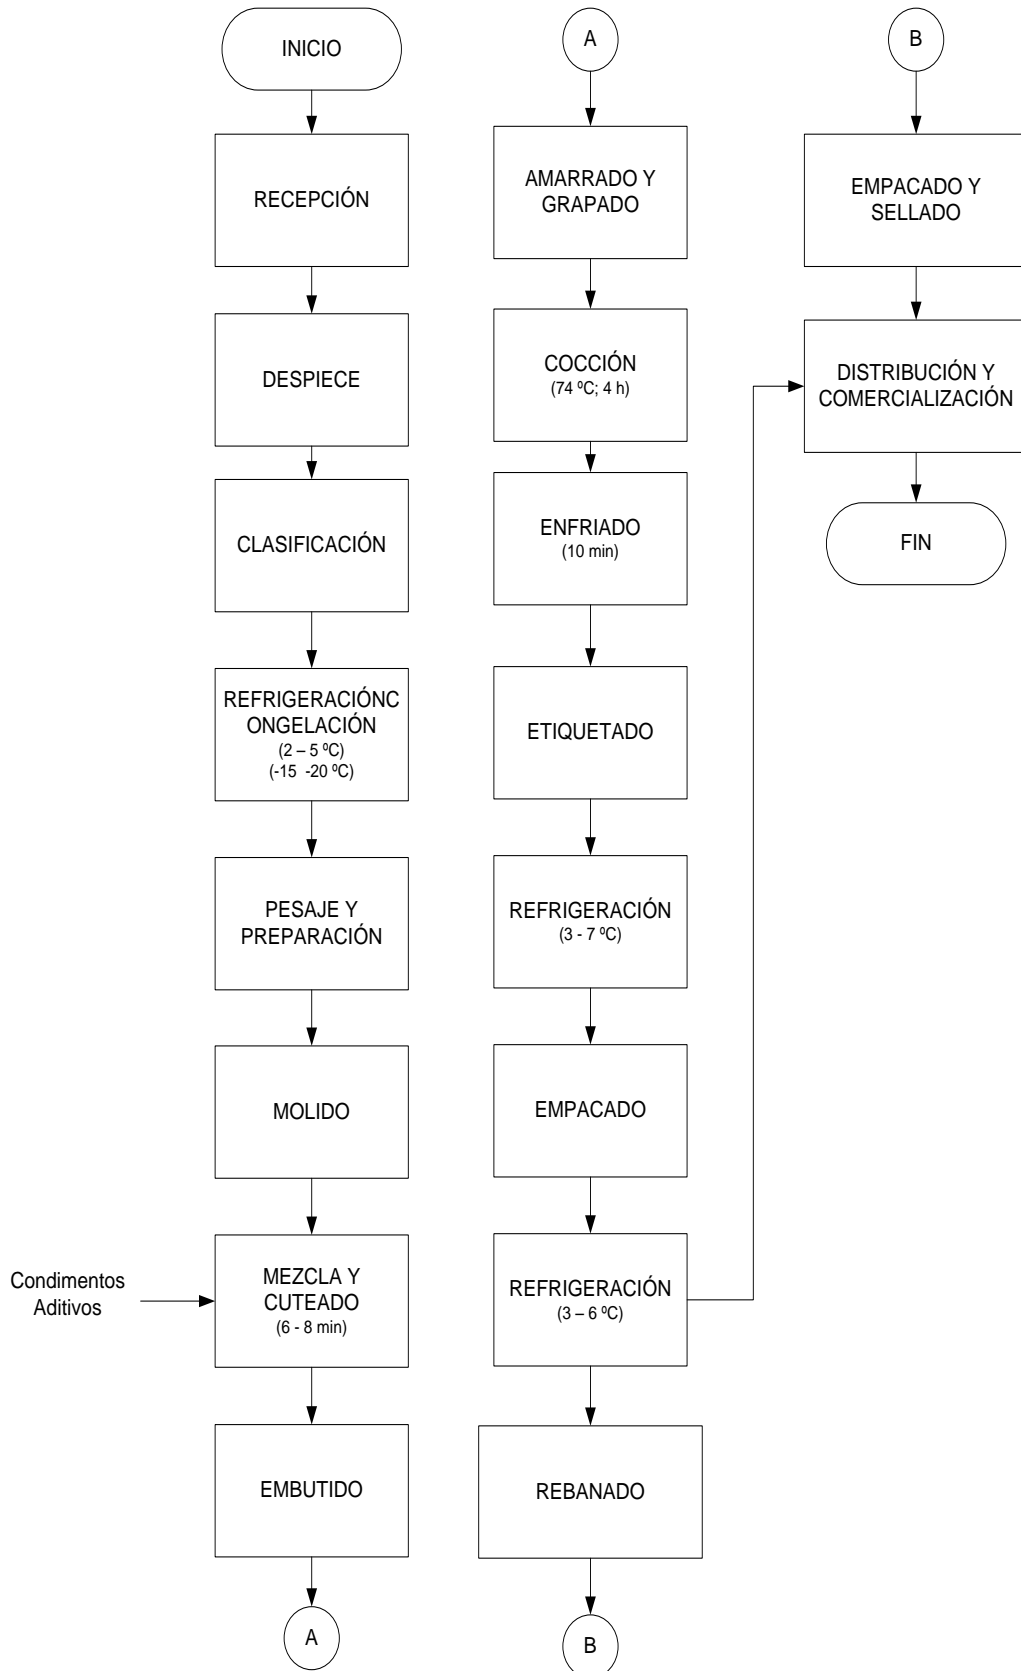 INICIO
RECEPCIÓN
DESPIECE
CLASIFICACIÓN
REFRIGERACIÓNC
ONGELACIÓN
(2 – 5 ºC)
(-15  -20 ºC)
PESAJE Y
PREPARACIÓN
MOLIDO
Condimentos
Aditivos
MEZCLA Y
CUTEADO
(6 - 8 min)
EMBUTIDO
A
A
AMARRADO Y
GRAPADO
COCCIÓN
(74 ºC; 4 h)
ENFRIADO
(10 min)
ETIQUETADO
REFRIGERACIÓN
(3 - 7 ºC)
EMPACADO
REFRIGERACIÓN
(3 – 6 ºC)
REBANADO
B
B
EMPACADO Y
SELLADO
DISTRIBUCIÓN Y
COMERCIALIZACIÓN
FIN